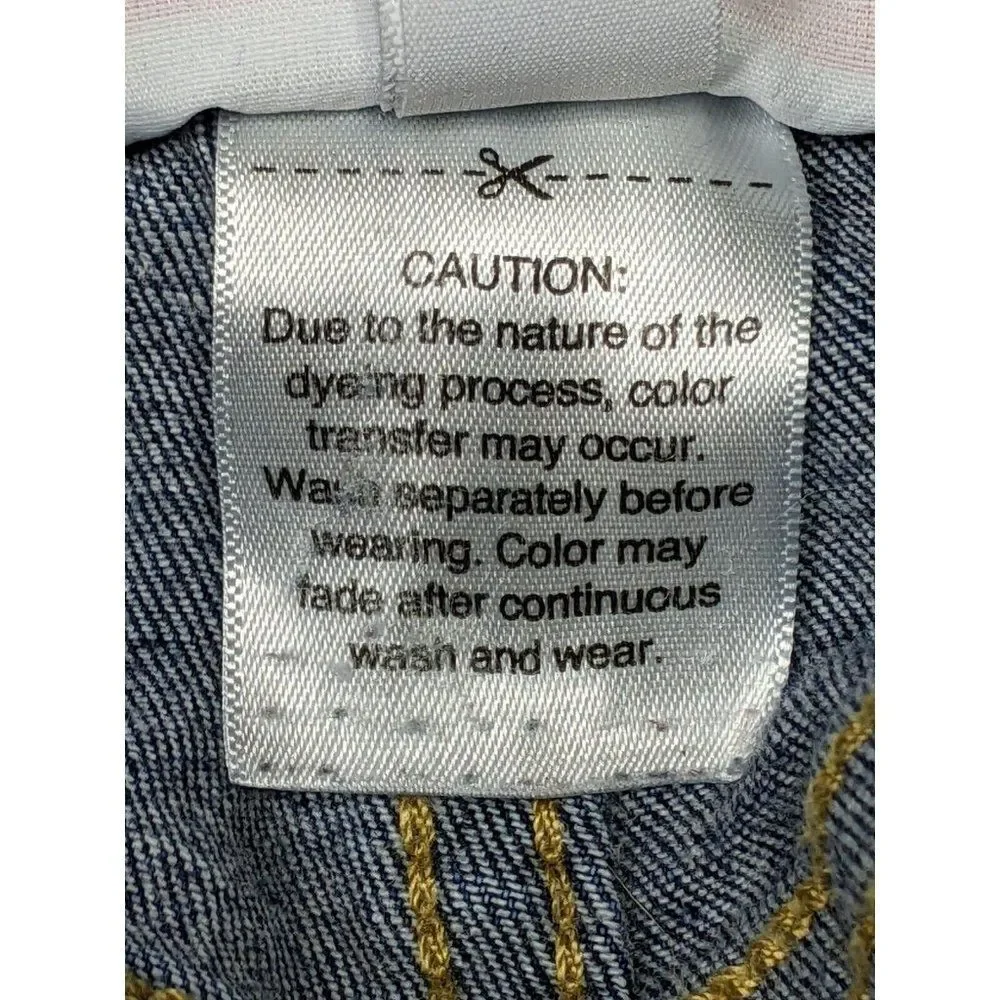 CAUTION:
Due to the nature of the
dyeing process, color
transfer may occur.
Wash separately before
wearing. Color may
fade after continuous
wash and wear.